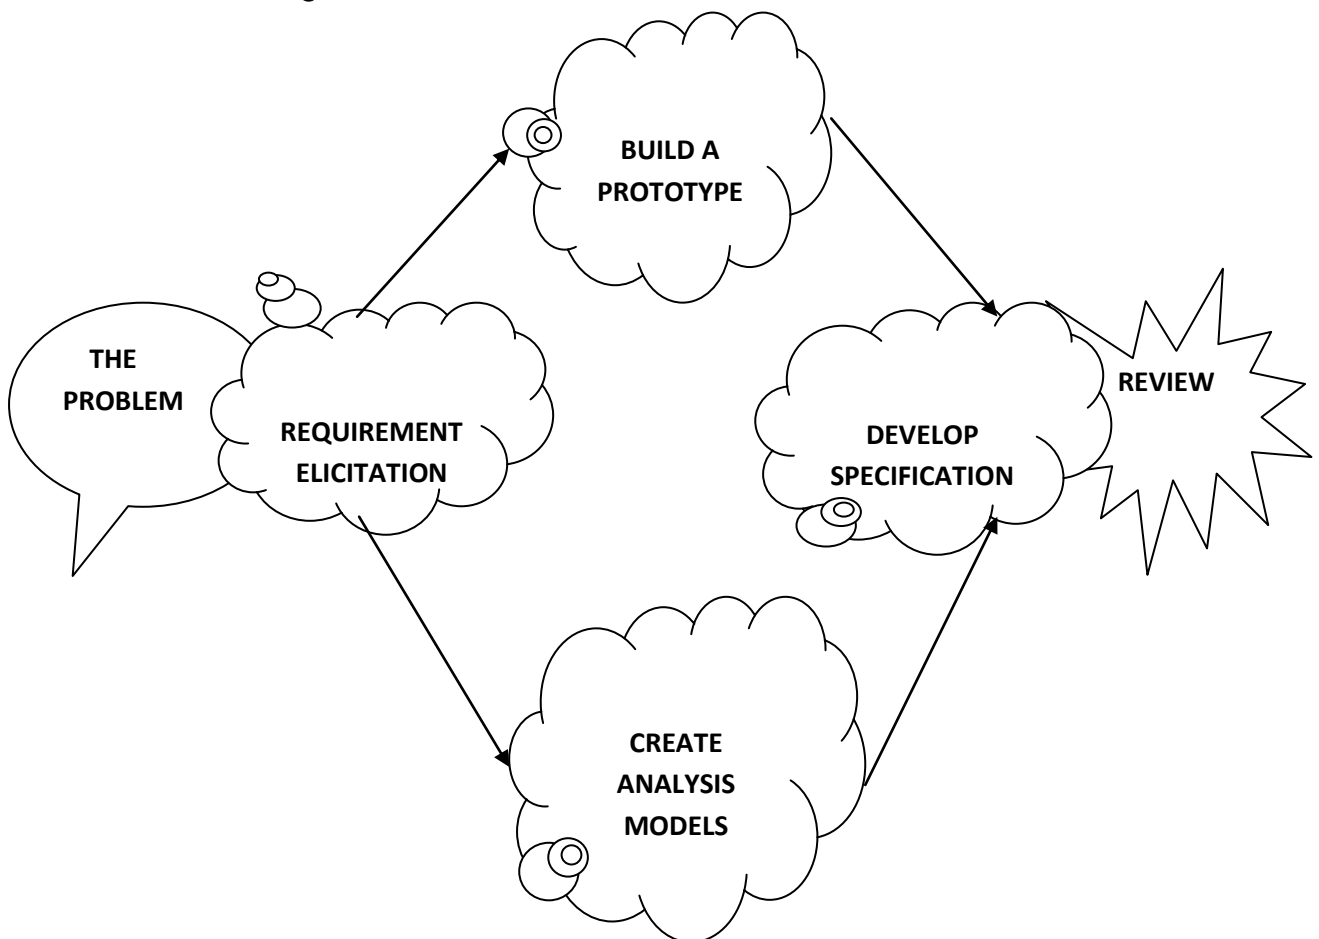 BUILD A
PROTOTYPE
THE
PROBLEM
REQUIREMENT
ELICITATION
DEVELOP
SPECIFICATION
REVIEW
CREATE
ANALYSIS
MODELS